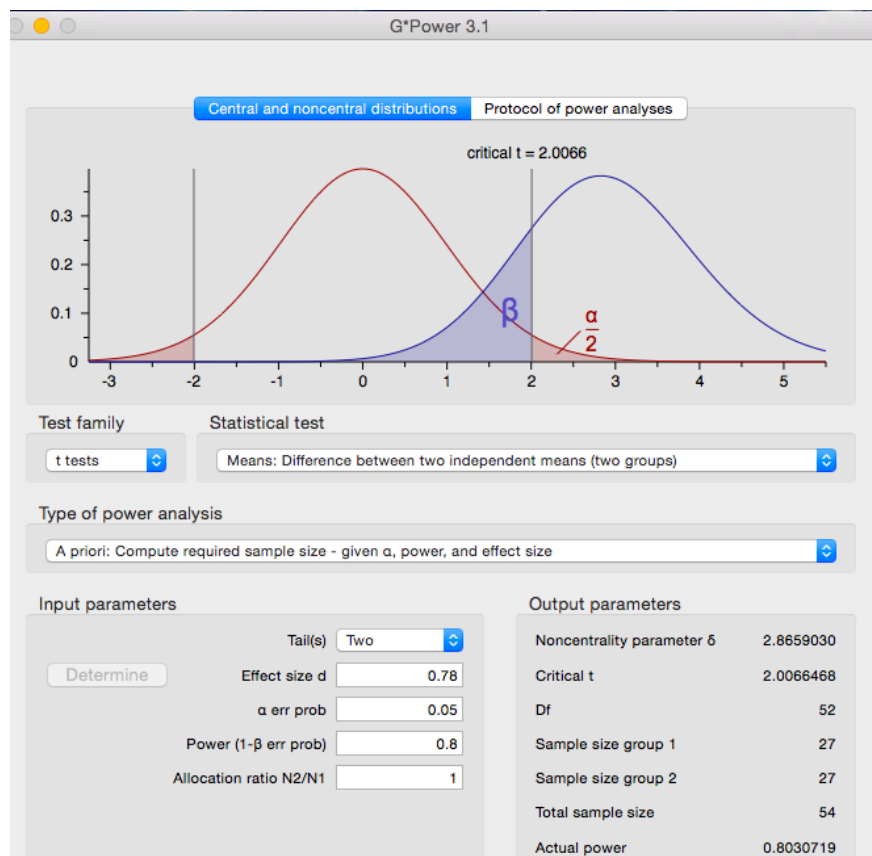 G*Power 3.1
Central and noncentral distributions Protocol of power analyses
critical t = 2.0066
0.3
0.2
0.1
0
β
α
2
-3 -2 -1 0 1 2 3 4 5
Test family Statistical test
t tests Means: Difference between two independent means (two groups)
Type of power analysis
A priori: Compute required sample size - given α, power, and effect size
Input parameters
Tail(s) Two
Determine Effect size d 0.78
α err prob 0.05
Power (1-β err prob) 0.8
Allocation ratio N2/N1 1
Output parameters
Noncentrality parameter δ 2.8659030
Critical t 2.0066468
Df 52
Sample size group 1 27
Sample size group 2 27
Total sample size 54
Actual power 0.8030719